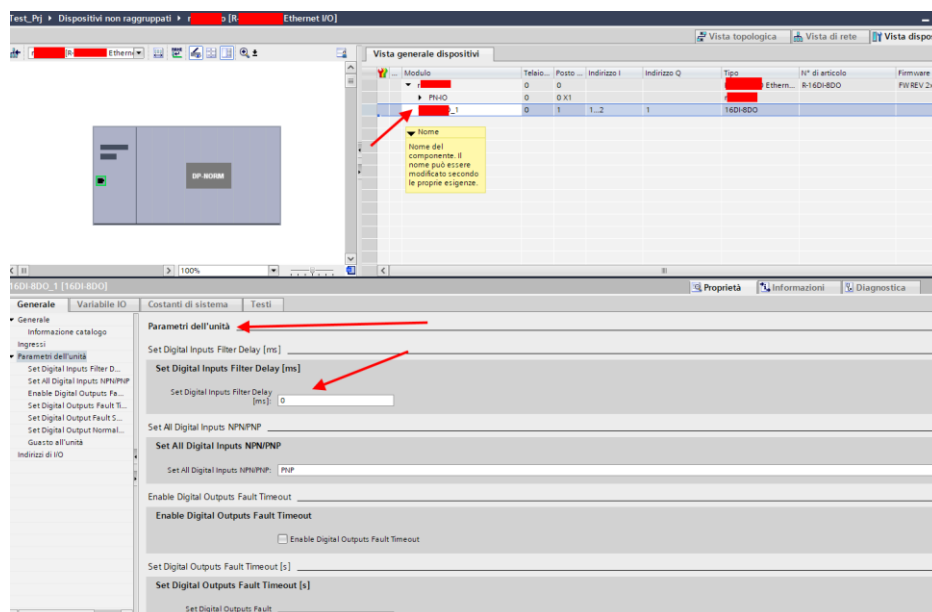 Test_Prj ▸ Dispositivi non raggruppati ▸ r o [R- Ethernet I/O]
Vista topologica Vista di rete Vista dispos
r [R- Ethern
Vista generale dispositivi
... Modulo Telaio... Posto ... Indirizzo I Indirizzo Q Tipo N° di articolo Firmware
r 0 0 Ethern... R-16DI-8DO FW REV 2x
PN-IO 0 0 X1
_1 0 1 1...2 1 16DI-8DO
Nome
Nome del
componente. Il
nome può essere
modificato secondo
le proprie esigenze.
DP-NORM
100%
16DI-8DO_1 [16DI-8DO]
Proprietà Informazioni Diagnostica
Generale Variabile IO Costanti di sistema Testi
Generale
Informazione catalogo
Ingressi
Parametri dell'unità
Set Digital Inputs Filter D...
Set All Digital Inputs NPN/PNP
Enable Digital Outputs Fa...
Set Digital Outputs Fault Ti...
Set Digital Output Fault S...
Set Digital Output Normal...
Guasto all'unità
Indirizzi di I/O
Parametri dell'unità
Set Digital Inputs Filter Delay [ms]
Set Digital Inputs Filter Delay [ms]
Set Digital Inputs Filter Delay
[ms]: 0
Set All Digital Inputs NPN/PNP
Set All Digital Inputs NPN/PNP
Set All Digital Inputs NPN/PNP: PNP
Enable Digital Outputs Fault Timeout
Enable Digital Outputs Fault Timeout
Enable Digital Outputs Fault Timeout
Set Digital Outputs Fault Timeout [s]
Set Digital Outputs Fault Timeout [s]
Set Digital Outputs Fault